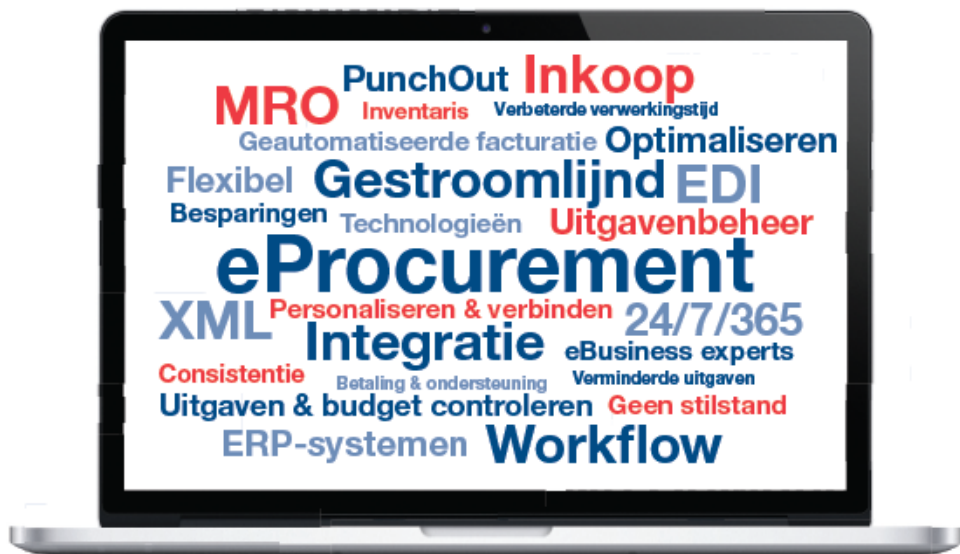 PunchOut Inkoop
MRO Inventaris Verbeterde verwerkingstijd
Geautomatiseerde facturatie Optimaliseren
Flexibel Gestroomlijnd EDI
Besparingen Technologieën Uitgavenbeheer
eProcurement
XML Personaliseren & verbinden 24/7/365
Integratie eBusiness experts
Consistentie Betaling & ondersteuning Verminderde uitgaven
Uitgaven & budget controleren Geen stilstand
ERP-systemen Workflow